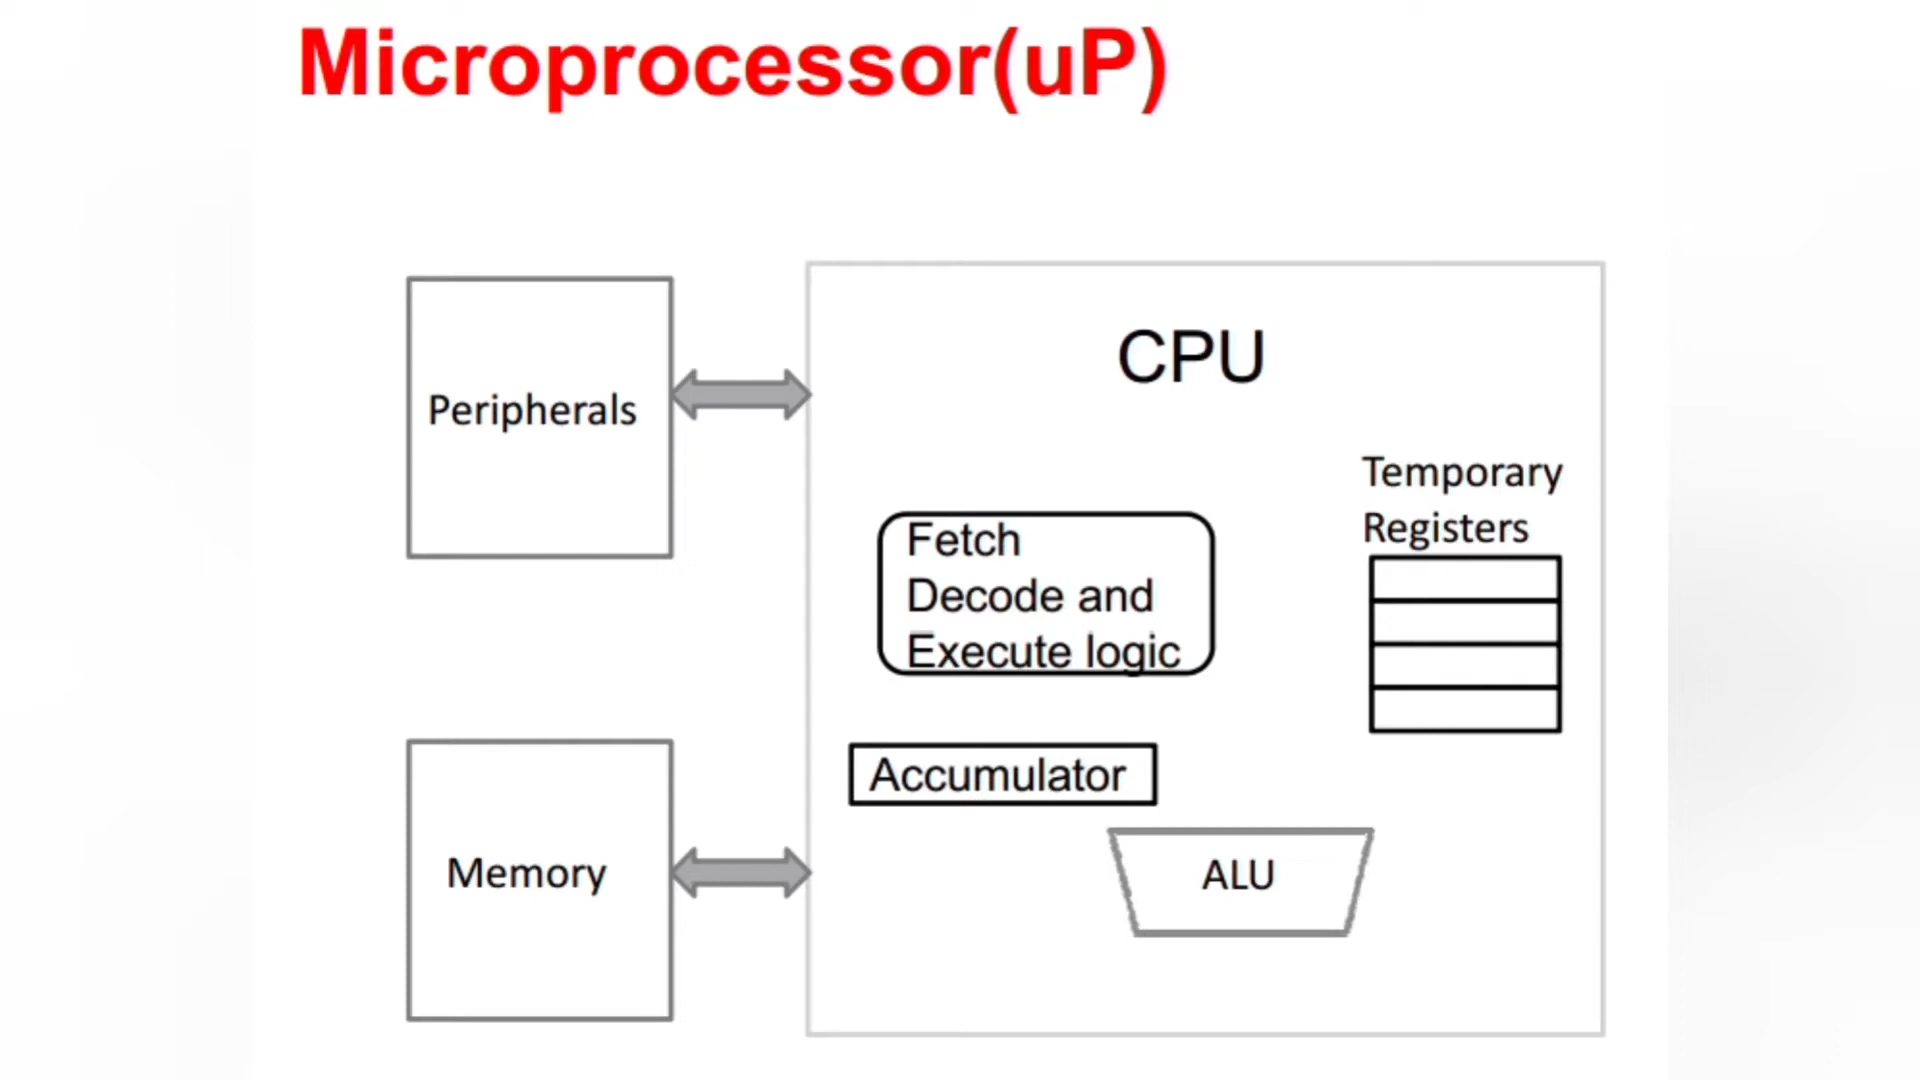 Microprocessor(uP)
Peripherals
CPU
Temporary
Registers
Fetch
Decode and
Execute logic
Accumulator
Memory
ALU